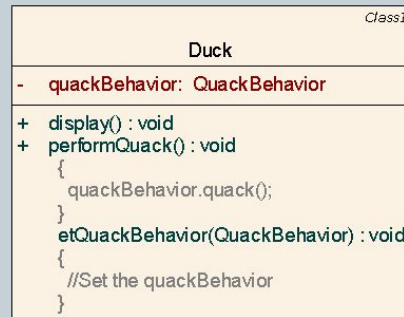 Class1
Duck
- quackBehavior: QuackBehavior
+ display() : void
+ performQuack() : void
{
quackBehavior.quack();
}
etQuackBehavior(QuackBehavior) : void
{
//Set the quackBehavior
}